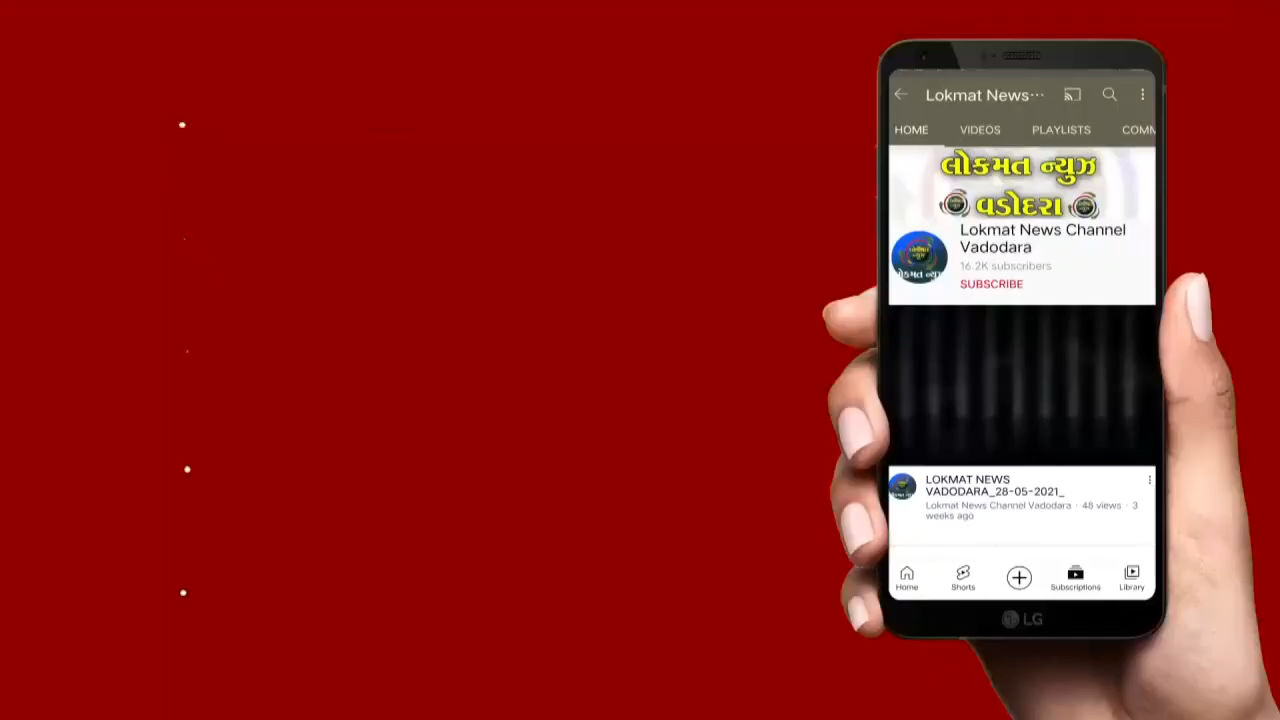 Lokmat News...
HOME VIDEOS PLAYLISTS COMM
લોકમત ન્યુઝ
વડોદરા
Lokmat News Channel
Vadodara
16.2K subscribers
SUBSCRIBE
LOKMAT NEWS
VADODARA_28-05-2021_
Lokmat News Channel Vadodara · 48 views · 3
weeks ago
Home Shorts Subscriptions Library
LG